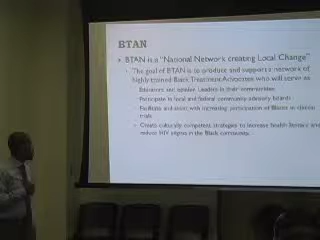 BTAN
BTAN is a "National Network creating Local Change"
The goal of BTAN is to produce and support a network of
highly trained Black Treatment Advocates who will serve as
Educators and opinion Leaders in their communities
Participate in local and federal community advisory boards
Facilitate and assist with increasing participation of Blacks in clinical
trials
Create culturally competent strategies to increase health literacy and
reduce HIV stigma in the Black community.